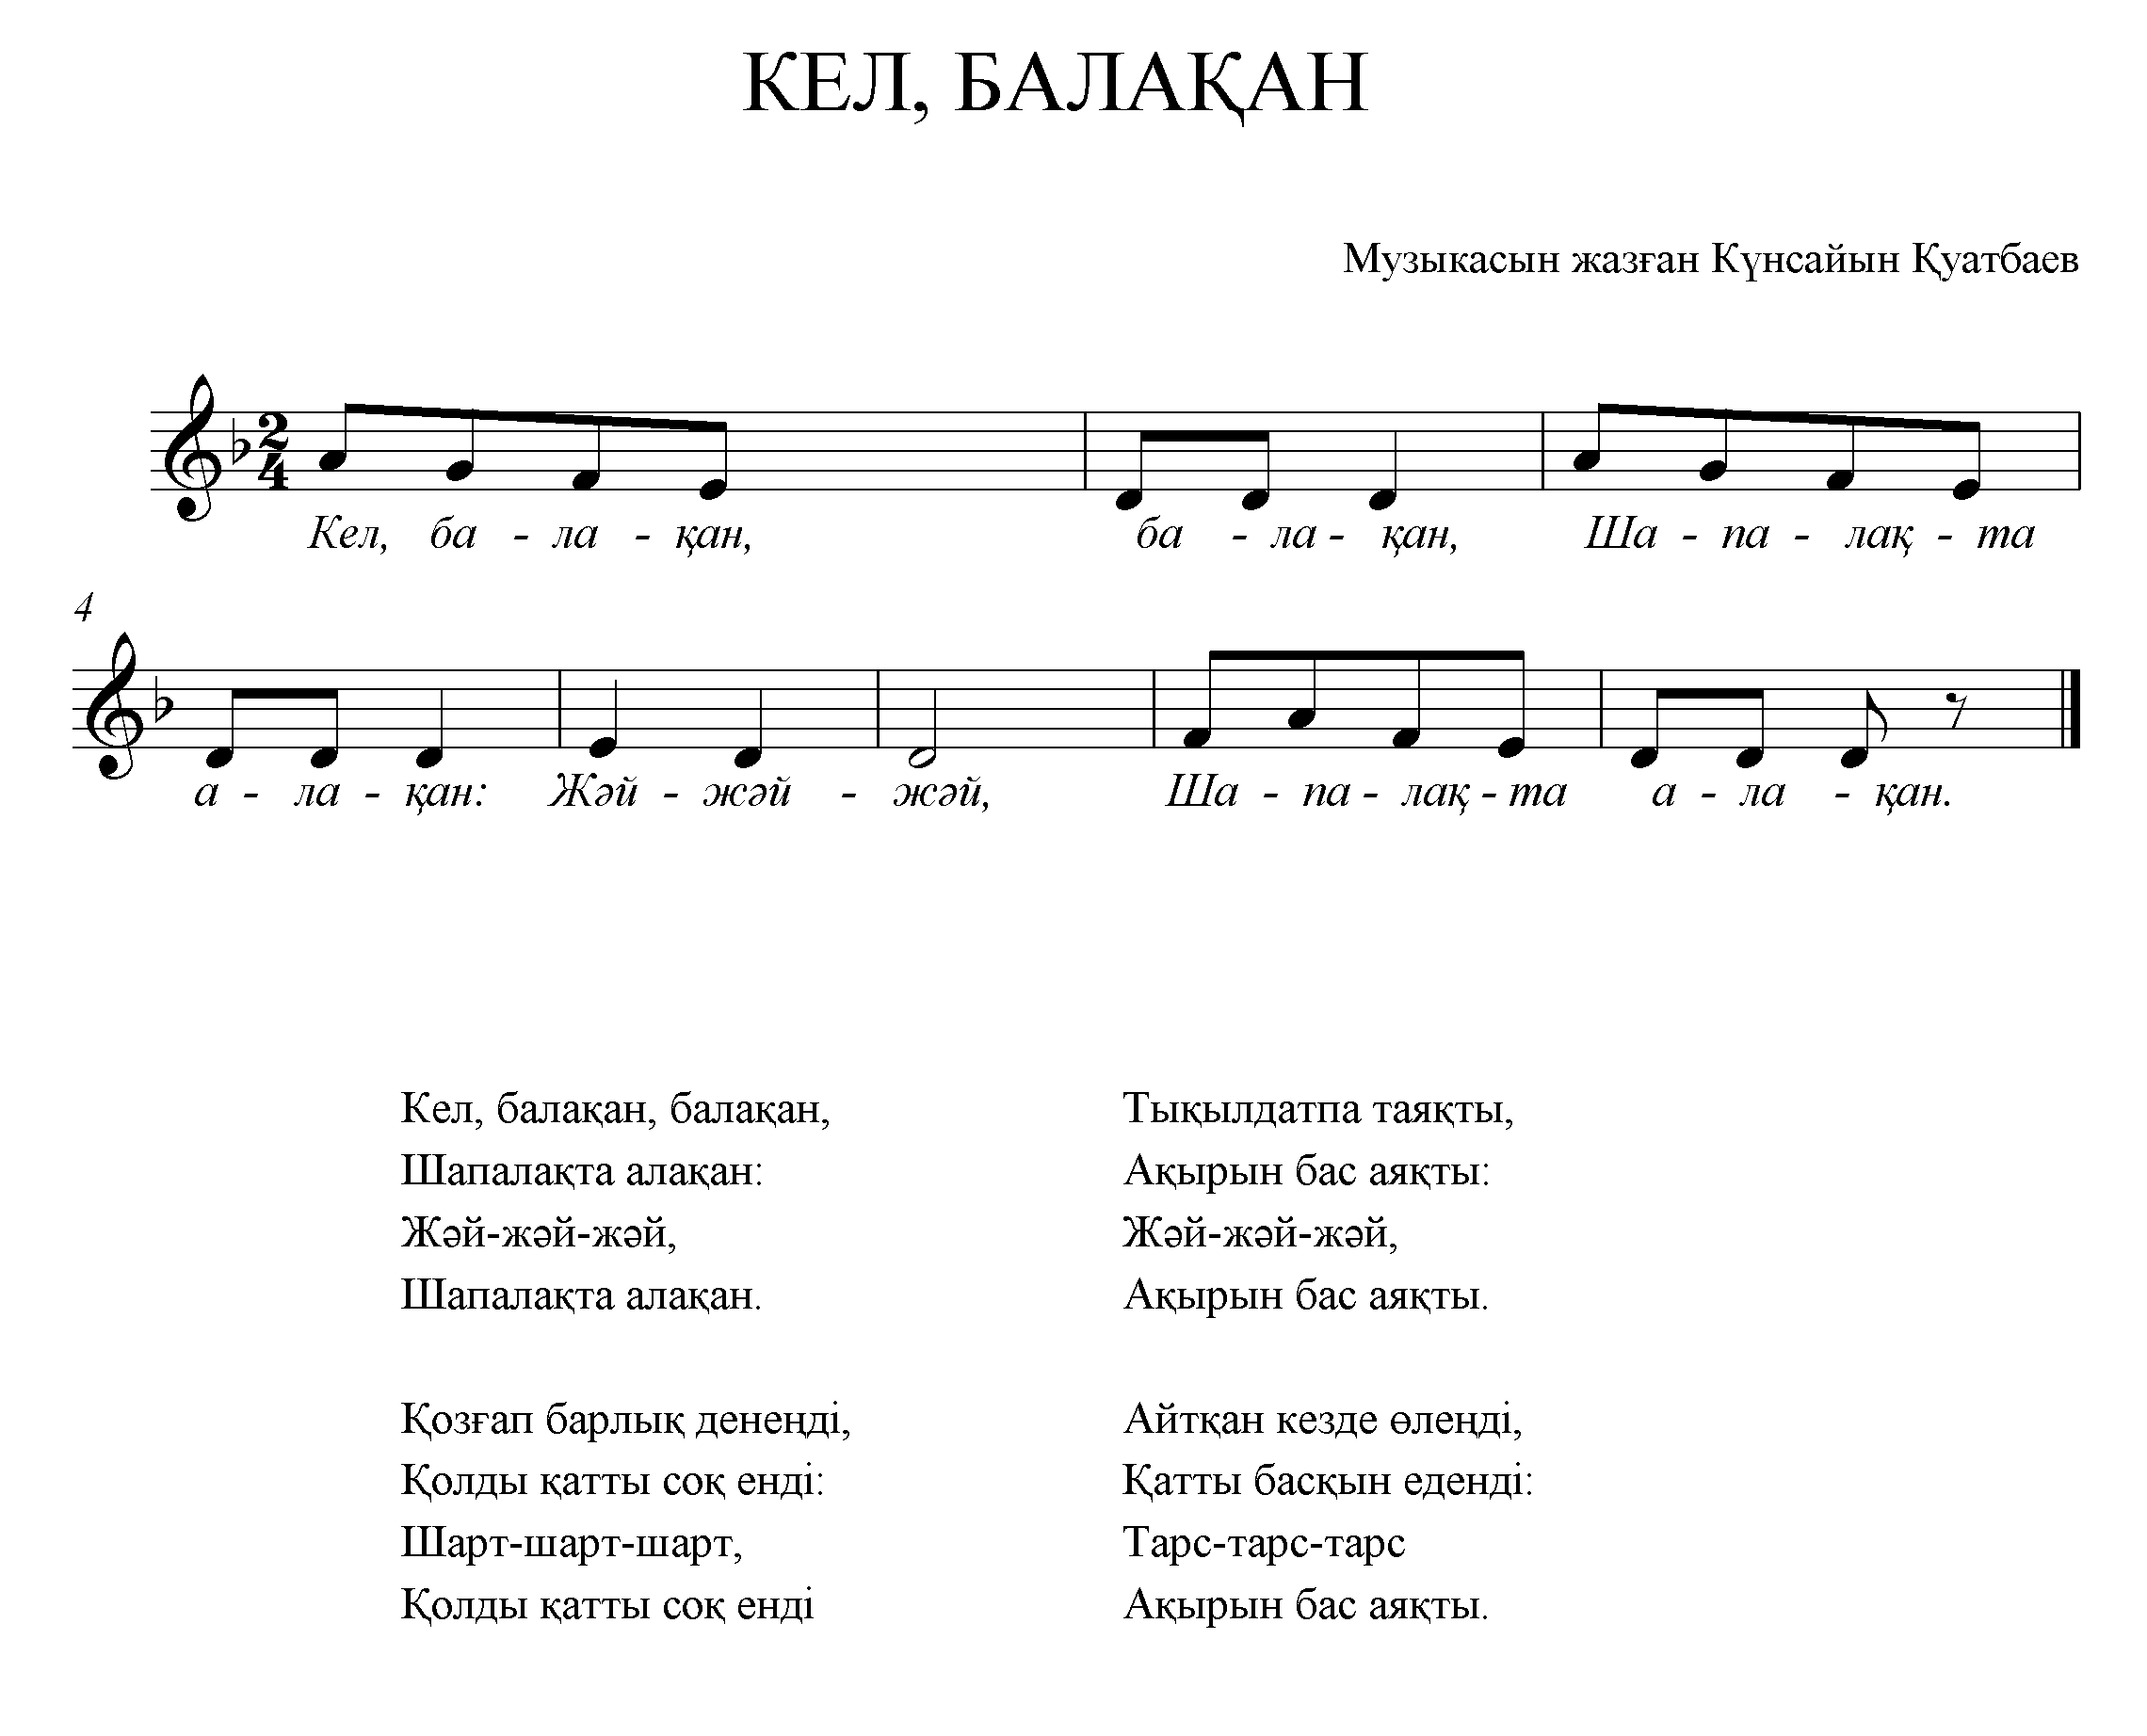 КЕЛ, БАЛАҚАН
Музыкасын жазған Күнсайын Қуатбаев
2
4
Кел, ба - ла - қан, ба - ла - қан, Ша - па - лақ - та
4
а - ла - қан: Жәй - жәй - жәй, Ша - па - лақ - та а - ла - қан.
Кел, балақан, балақан,
Шапалақта алақан:
Жәй-жәй-жәй,
Шапалақта алақан.
Қозғап барлық денеңді,
Қолды қатты соқ енді:
Шарт-шарт-шарт,
Қолды қатты соқ енді
Тықылдатпа таяқты,
Ақырын бас аяқты:
Жәй-жәй-жәй,
Ақырын бас аяқты.
Айтқан кезде өлеңді,
Қатты басқын еденді:
Тарс-тарс-тарс
Ақырын бас аяқты.